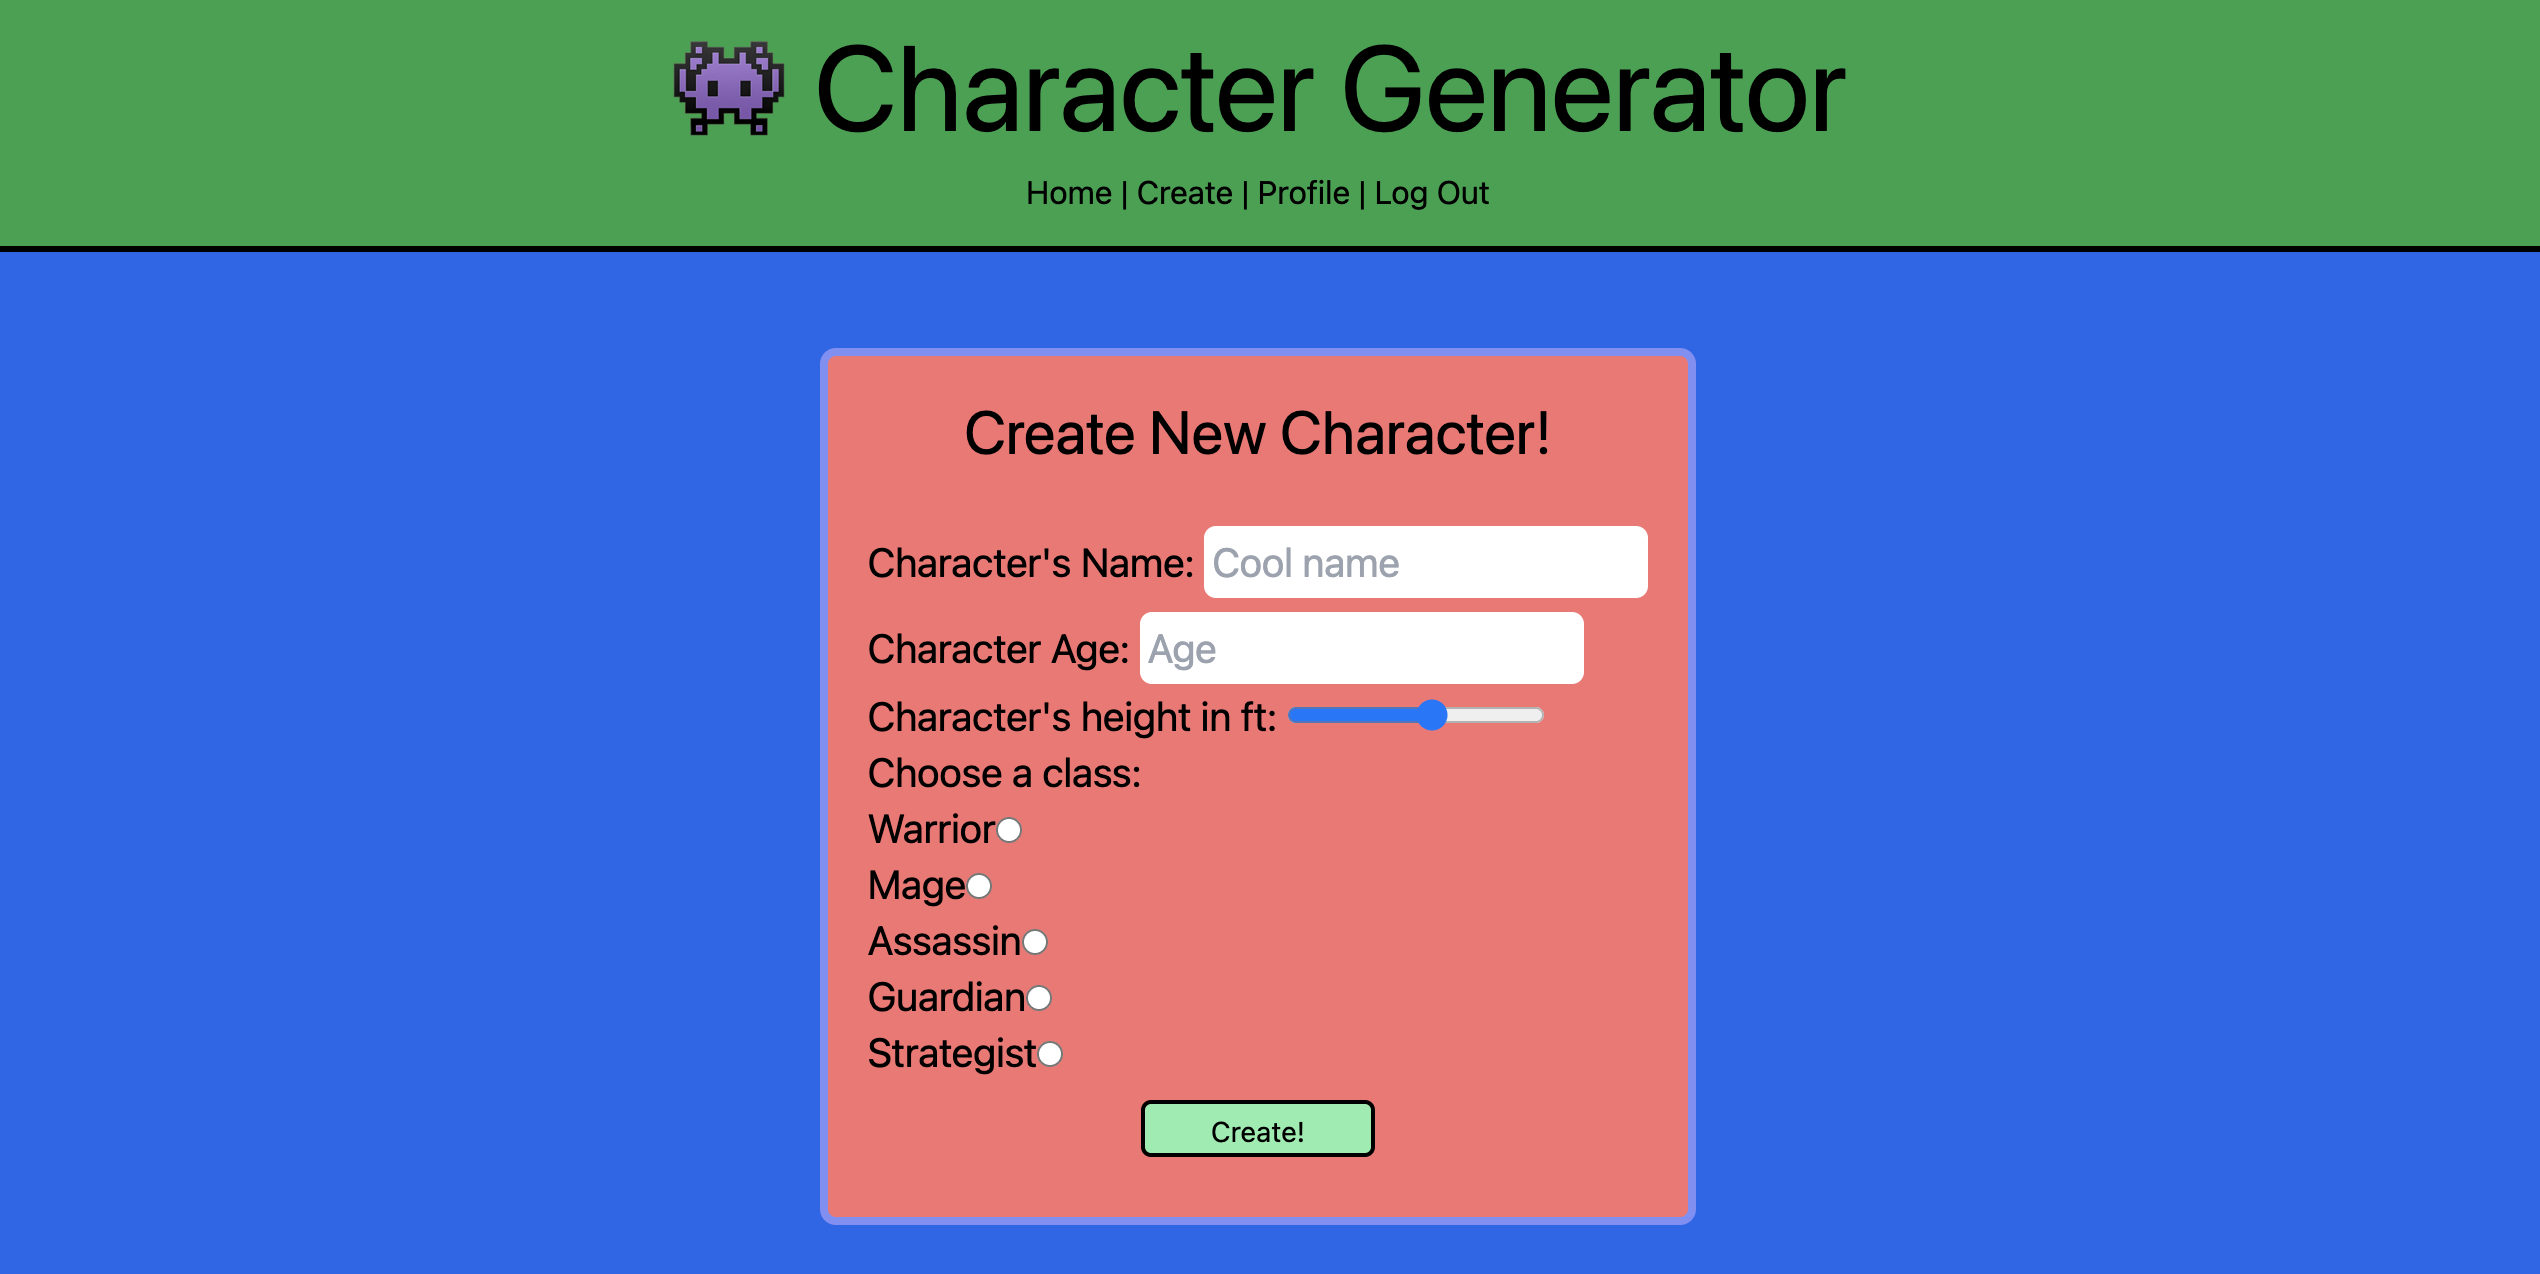 Character Generator
Home | Create | Profile | Log Out
Create New Character!
Character's Name: Cool name
Character Age: Age
Character's height in ft:
Choose a class:
Warrior
Mage
Assassin
Guardian
Strategist
Create!